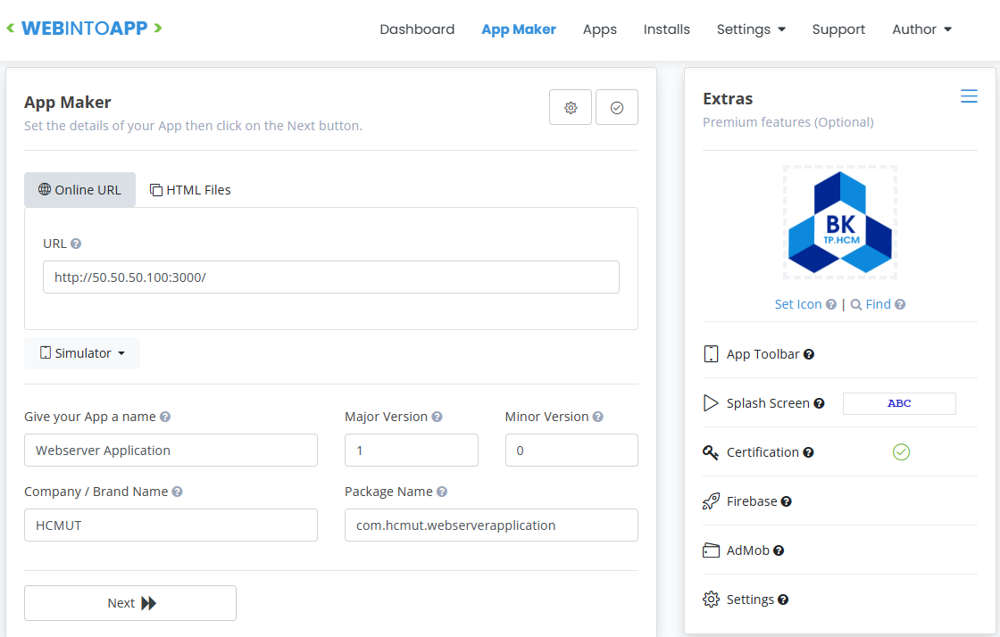 WEBINTOAPP
Dashboard App Maker Apps Installs Settings Support Author
App Maker
Set the details of your App then click on the Next button.
Online URL HTML Files
URL
http://50.50.50.100:3000/
Simulator
Give your App a name Major Version Minor Version
Webserver Application 1 0
Company / Brand Name Package Name
HCMUT com.hcmut.webserverapplication
Next
Extras
Premium features (Optional)
BK
TP.HCM
Set Icon | Find
App Toolbar
Splash Screen ABC
Certification
Firebase
AdMob
Settings